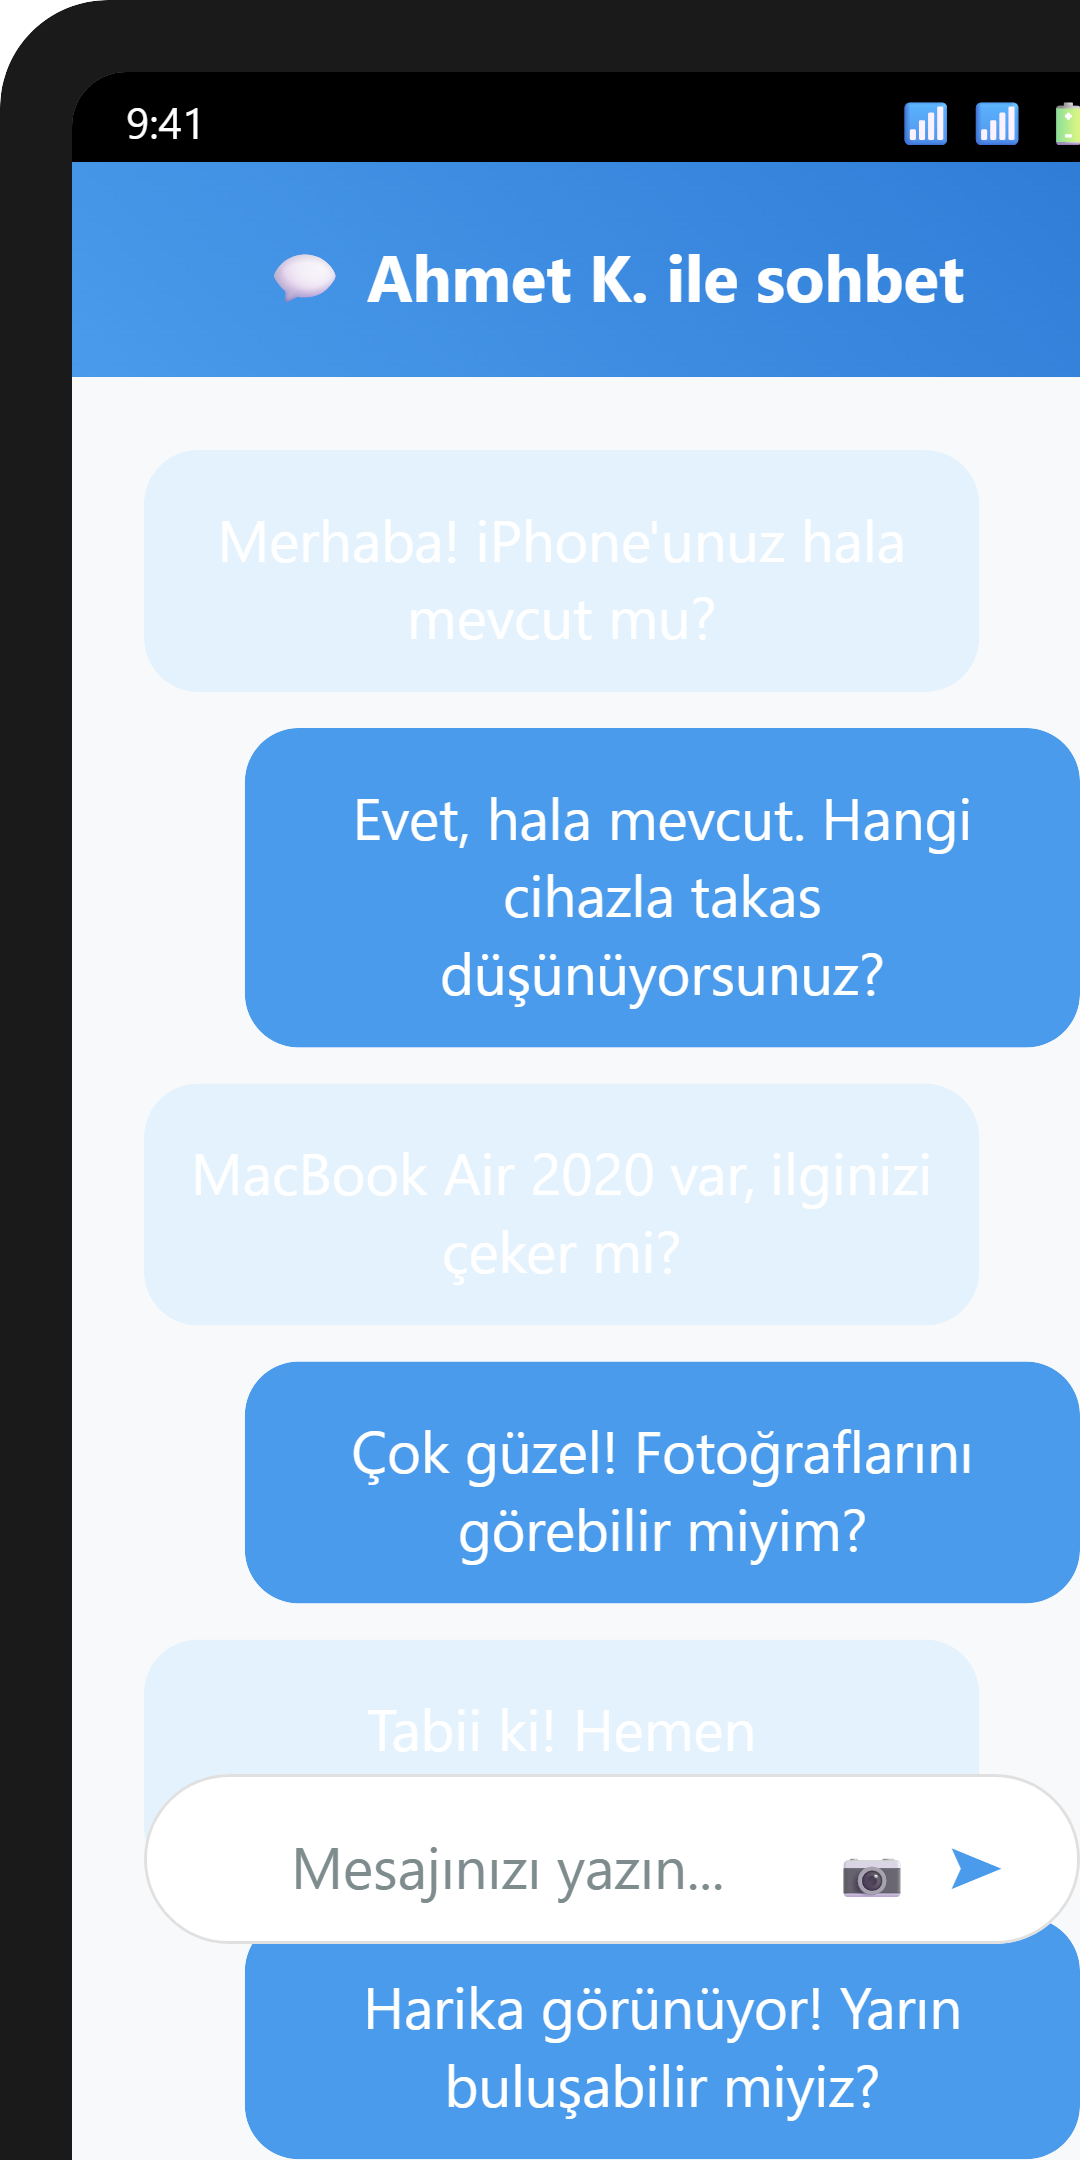 9:41
Ahmet K. ile sohbet
Merhaba! iPhone'unuz hala
mevcut mu?
Evet, hala mevcut. Hangi
cihazla takas
düşünüyorsunuz?
MacBook Air 2020 var, ilginizi
çeker mi?
Çok güzel! Fotoğraflarını
görebilir miyim?
Tabii ki! Hemen
Mesajınızı yazın...
Harika görünüyor! Yarın
buluşabilir miyiz?